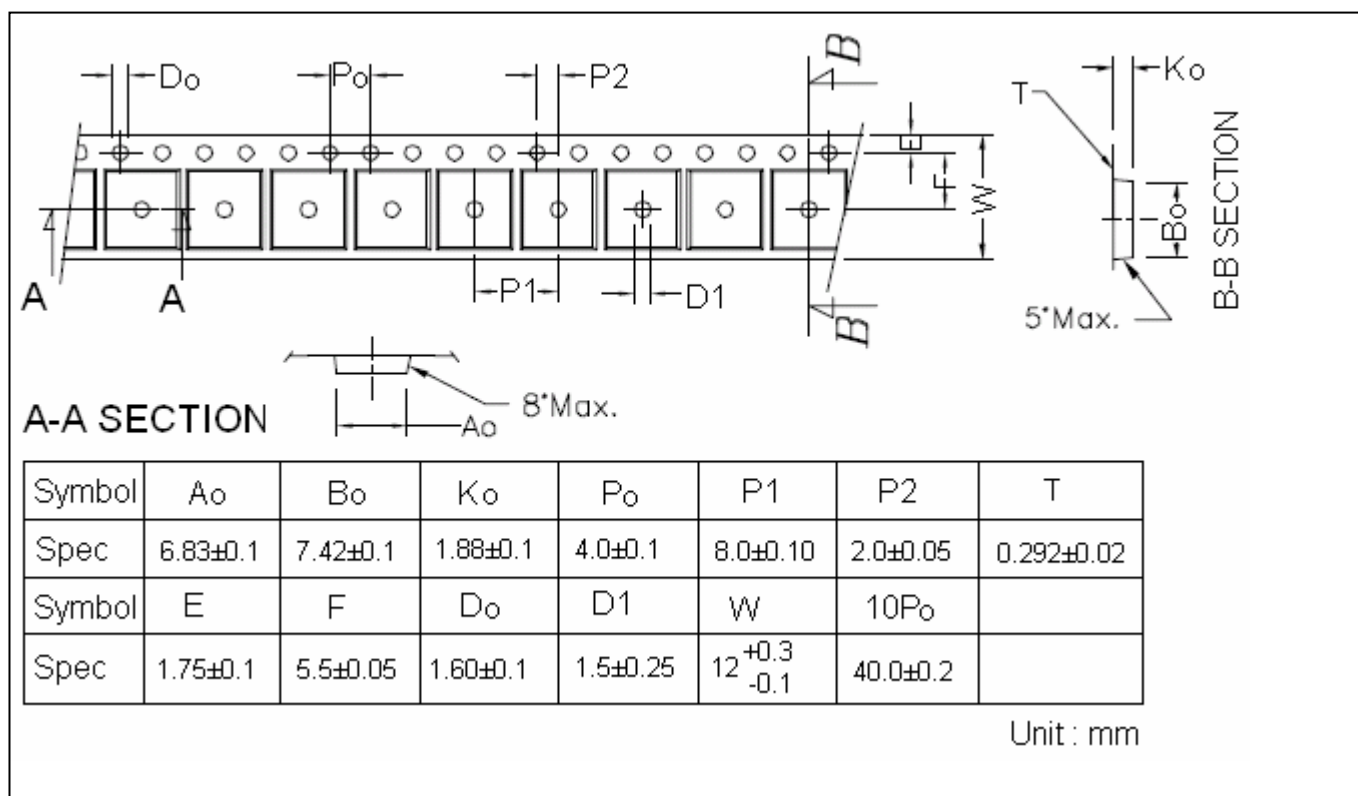 Do
Po
P2
B
Ko
T
E
F
W
Bo
B-B SECTION
A
A
P1
D1
B
5°Max.
8°Max.
A-A SECTION
Ao
Symbol Ao Bo Ko Po P1 P2 T
Spec 6.83±0.1 7.42±0.1 1.88±0.1 4.0±0.1 8.0±0.10 2.0±0.05 0.292±0.02
Symbol E F Do D1 W 10Po
Spec 1.75±0.1 5.5±0.05 1.60±0.1 1.5±0.25 12 +0.3 -0.1 40.0±0.2
Unit : mm